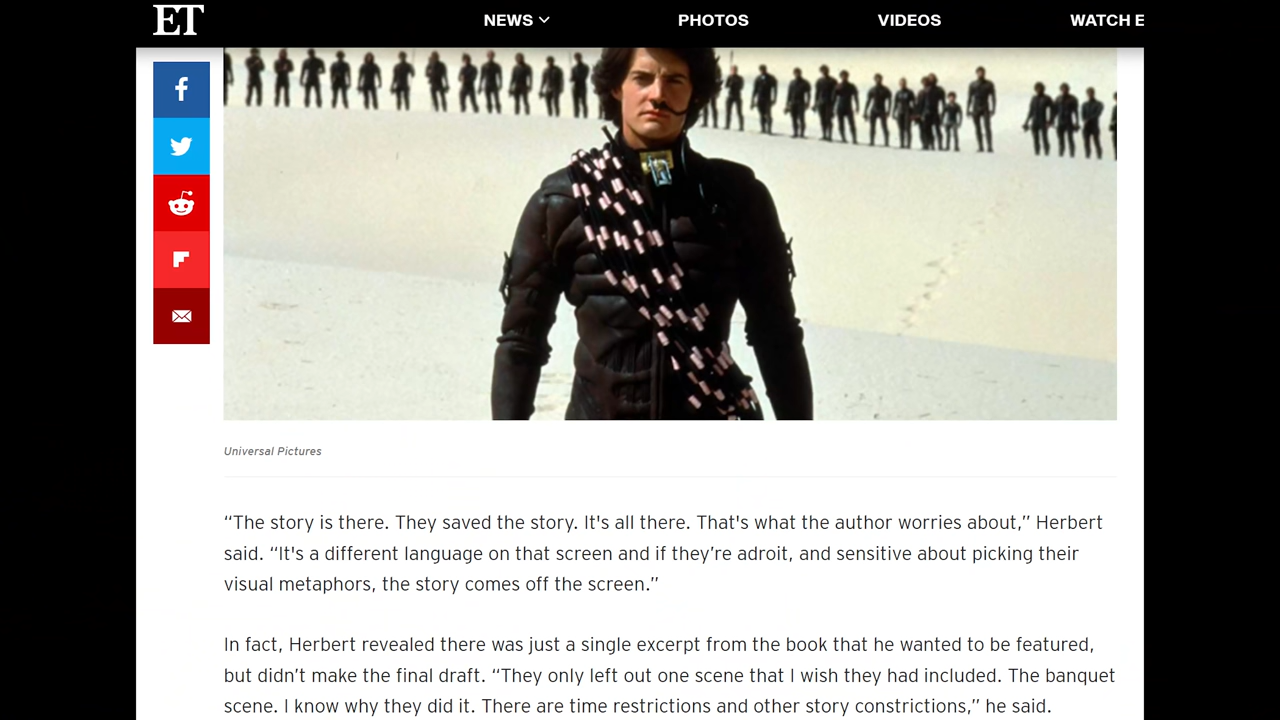 ET
NEWS
PHOTOS
VIDEOS
WATCH E
Universal Pictures
“The story is there. They saved the story. It's all there. That's what the author worries about,” Herbert
said. “It's a different language on that screen and if they’re adroit, and sensitive about picking their
visual metaphors, the story comes off the screen.”
In fact, Herbert revealed there was just a single excerpt from the book that he wanted to be featured,
but didn’t make the final draft. “They only left out one scene that I wish they had included. The banquet
scene. I know why they did it. There are time restrictions and other story constrictions,” he said.